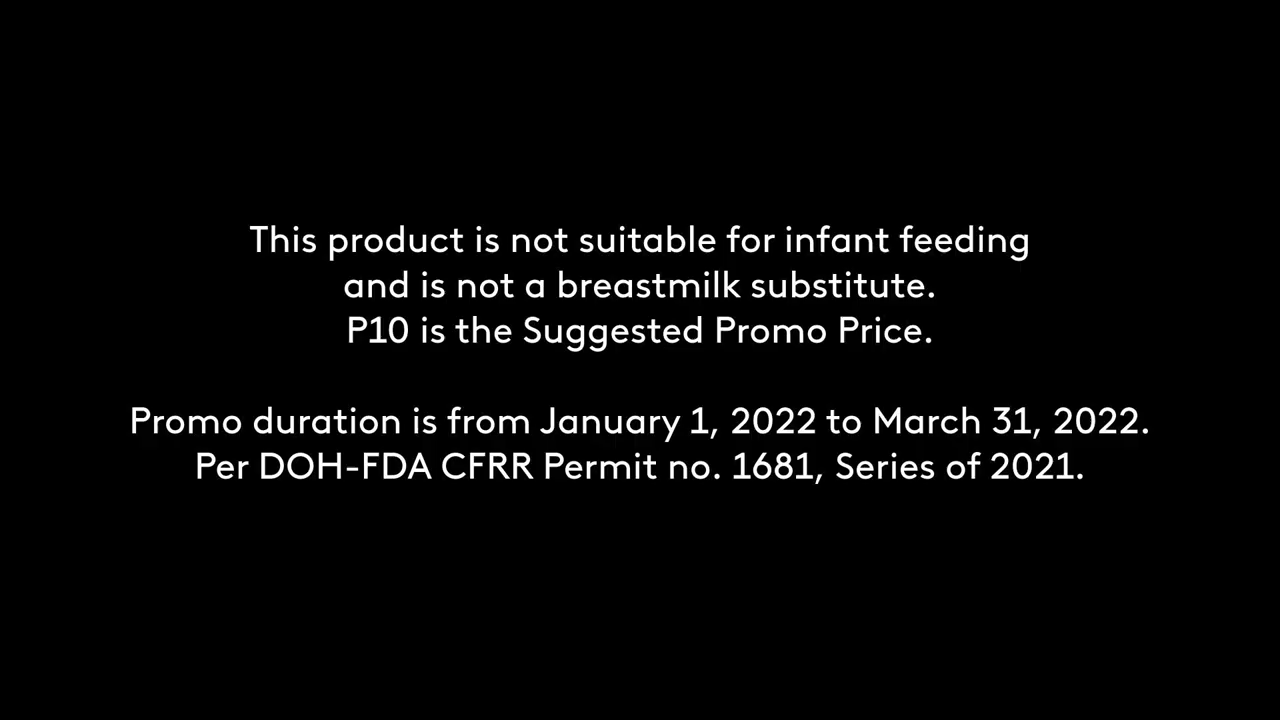 This product is not suitable for infant feeding
and is not a breastmilk substitute.
P10 is the Suggested Promo Price.
Promo duration is from January 1, 2022 to March 31, 2022.
Per DOH-FDA CFRR Permit no. 1681, Series of 2021.